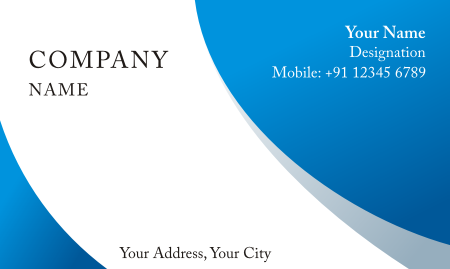 COMPANY
NAME
Your Name
Designation
Mobile: +91 12345 6789
Your Address, Your City